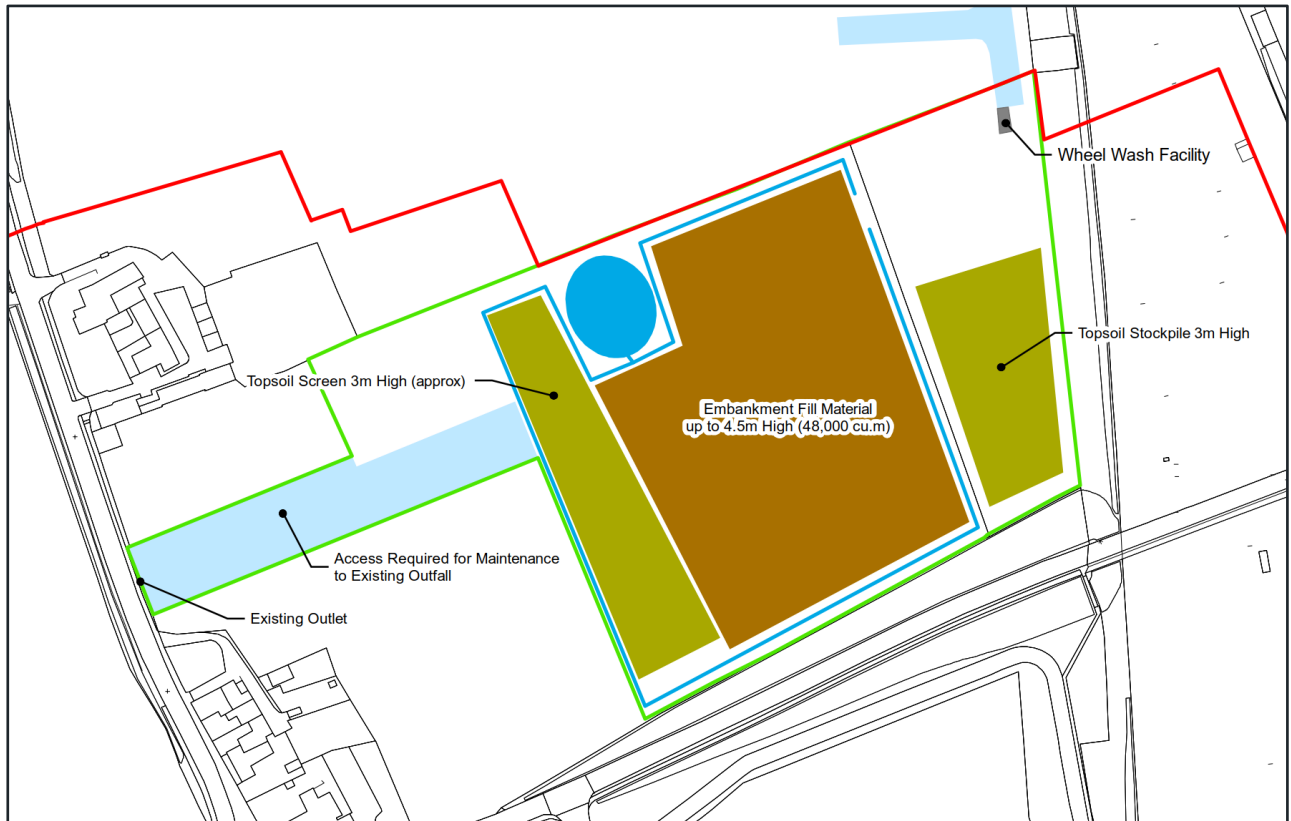 Wheel Wash Facility
Topsoil Stockpile 3m High
Topsoil Screen 3m High (approx)
Embankment Fill Material
up to 4.5m High (48,000 cu.m)
Access Required for Maintenance
to Existing Outfall
Existing Outlet